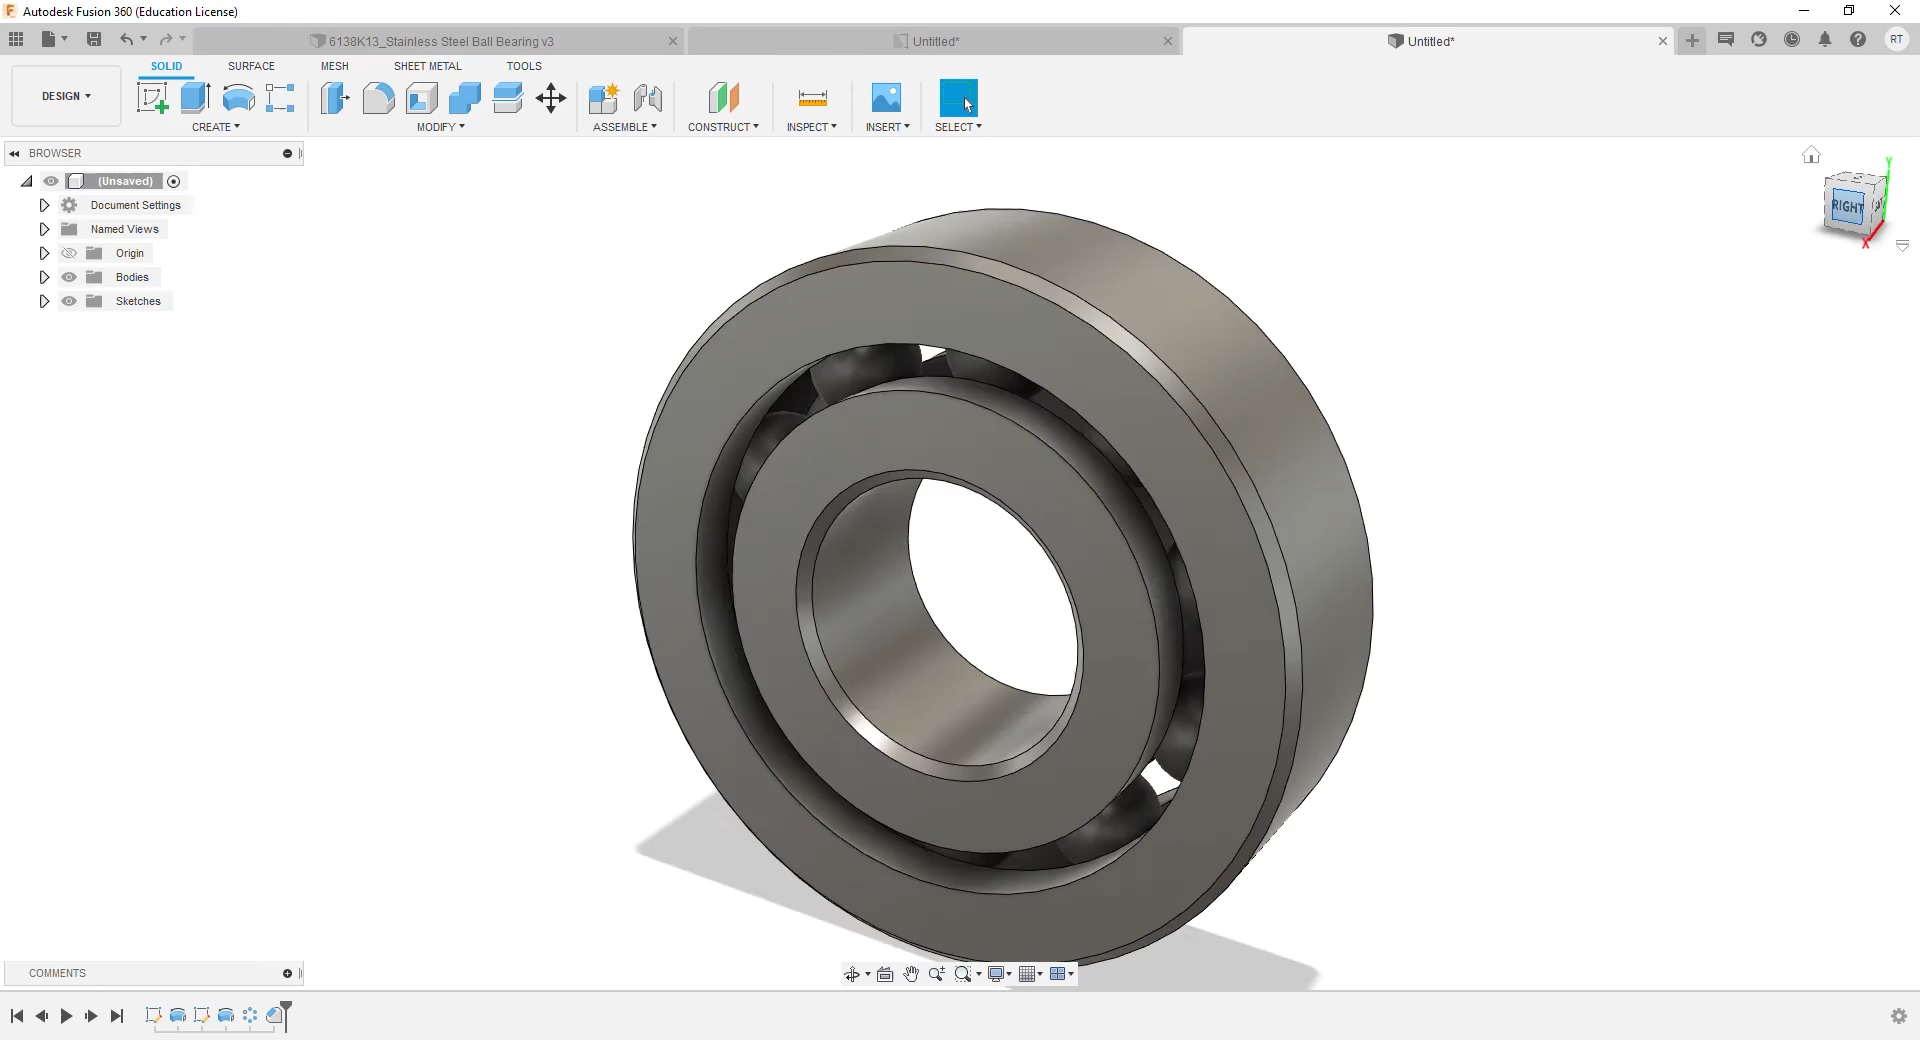 Autodesk Fusion 360 (Education License)
6138K13_Stainless Steel Ball Bearing v3
Untitled*
Untitled*
RT
SOLID
SURFACE
MESH
SHEET METAL
TOOLS
DESIGN
CREATE
MODIFY
ASSEMBLE
CONSTRUCT
INSPECT
INSERT
SELECT
BROWSER
(Unsaved)
Document Settings
Named Views
Origin
Bodies
Sketches
Y
RIGHT
X
COMMENTS